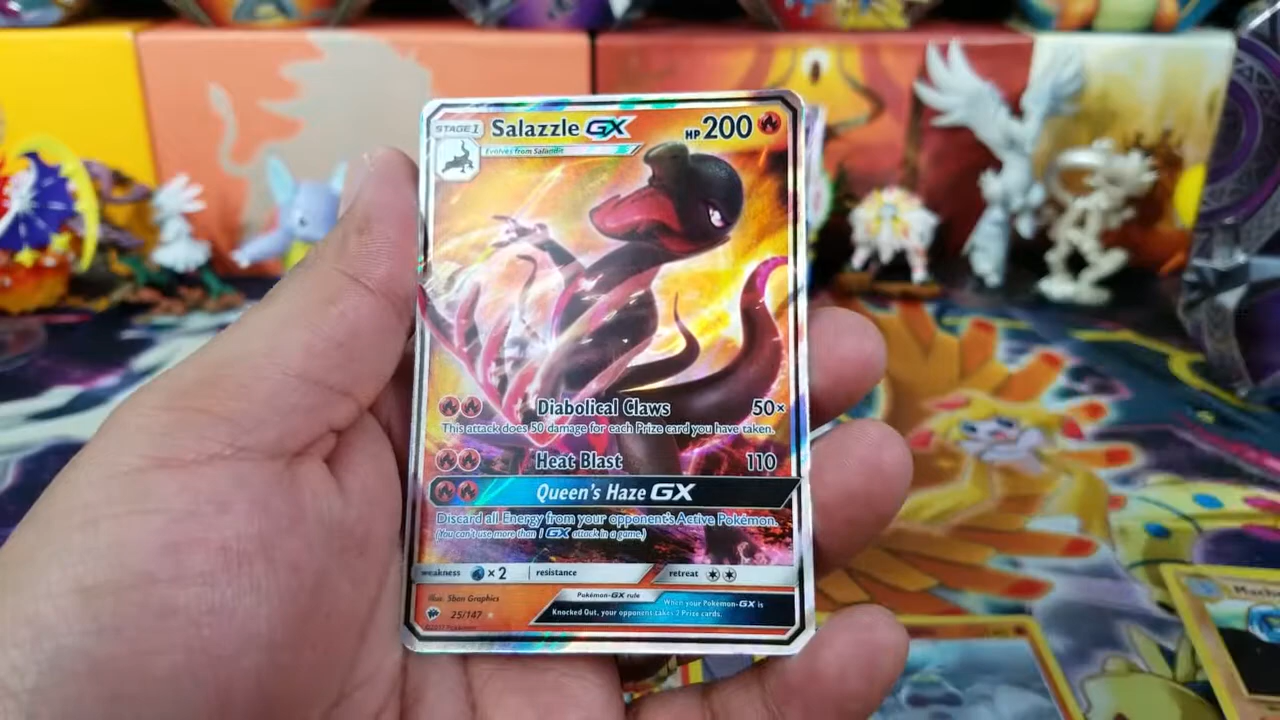 STAGE 1 Salazzle GX HP 200
Evolves from Salandit
Diabolical Claws 50×
This attack does 50 damage for each Prize card you have taken.
Heat Blast 110
Queen's Haze GX
Discard all Energy from your opponent's Active Pokémon.
(You can't use more than 1 GX attack in a game.)
weakness ×2 resistance retreat
illus. 5ban Graphics
25/147
©2017 Pokémon
Pokémon-GX rule
When your Pokémon-GX is
Knocked Out, your opponent takes 2 Prize cards.